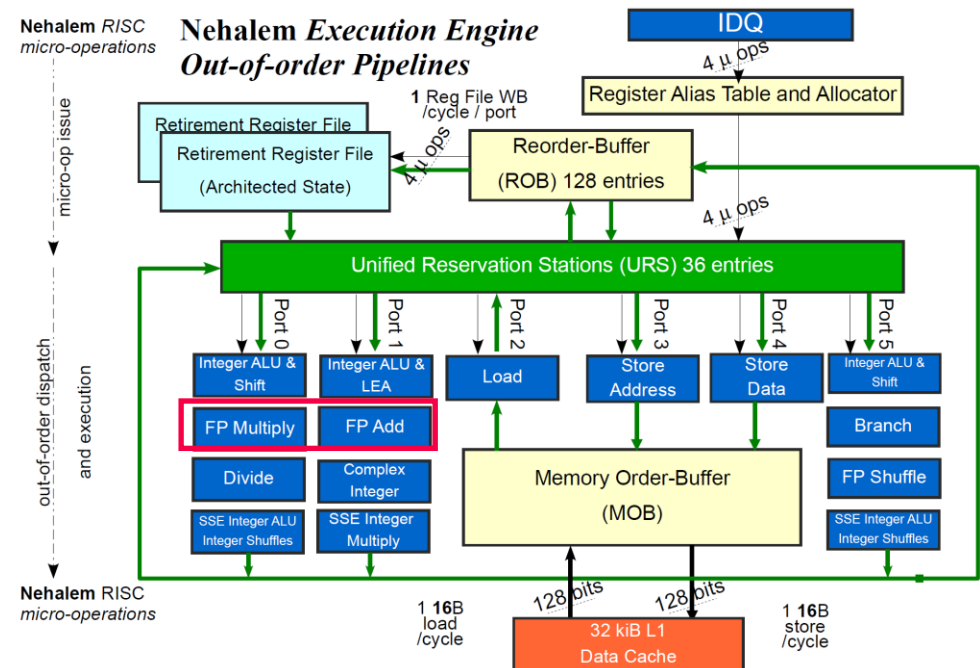 Nehalem RISC
micro-operations
Nehalem Execution Engine
Out-of-order Pipelines
IDQ
4 μ ops
Register Alias Table and Allocator
1 Reg File WB
/cycle / port
Retirement Register File
Retirement Register File
(Architected State)
4 μ ops
Reorder-Buffer
(ROB) 128 entries
4 μ ops
micro-op issue
Unified Reservation Stations (URS) 36 entries
Port 0
Port 1
Port 2
Port 3
Port 4
Port 5
Integer ALU &
Shift
Integer ALU &
LEA
Load
Store
Address
Store
Data
Integer ALU &
Shift
FP Multiply
FP Add
Branch
out-of-order dispatch
and execution
Divide
Complex
Integer
Memory Order-Buffer
(MOB)
FP Shuffle
SSE Integer ALU
Integer Shuffles
SSE Integer
Multiply
SSE Integer ALU
Integer Shuffles
Nehalem RISC
micro-operations
1 16B
load
/cycle
128 bits
128 bits
1 16B
store
/cycle
32 kiB L1
Data Cache